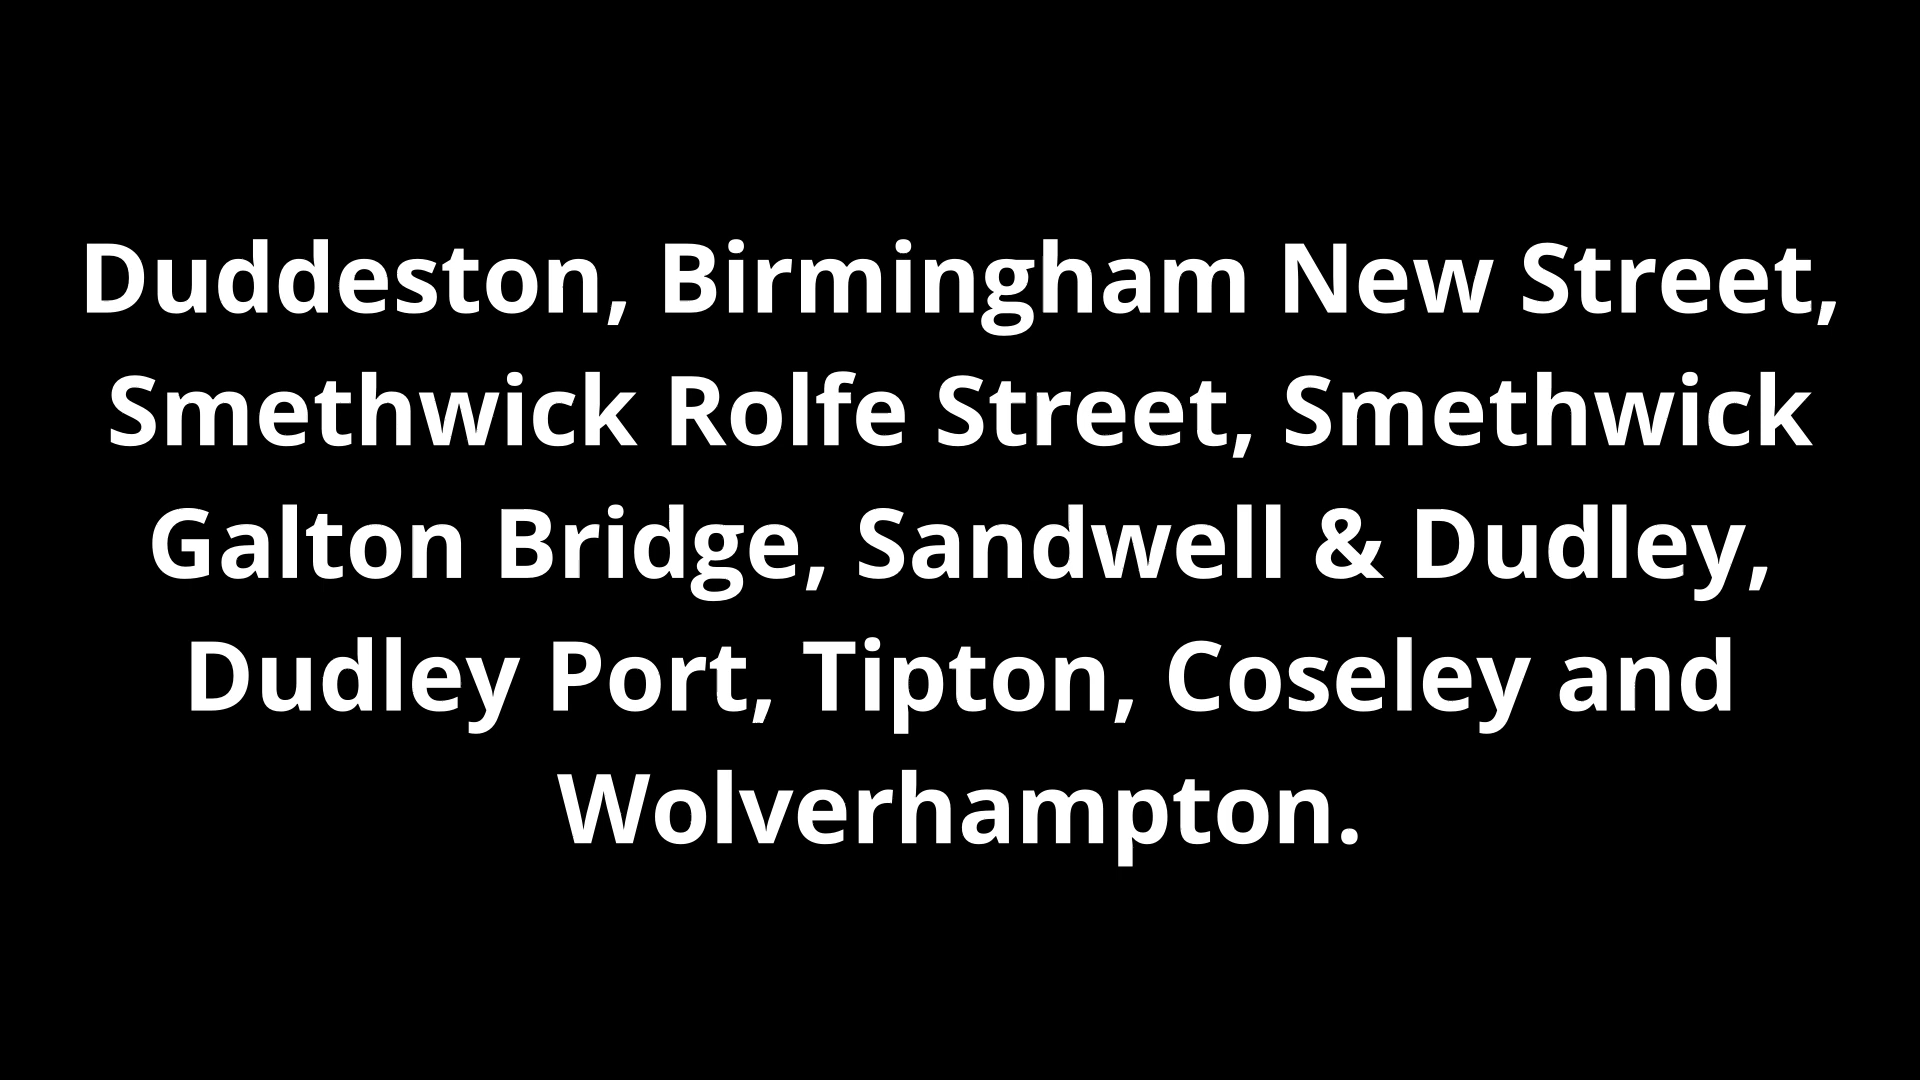 Duddeston, Birmingham New Street,
Smethwick Rolfe Street, Smethwick
Galton Bridge, Sandwell & Dudley,
Dudley Port, Tipton, Coseley and
Wolverhampton.